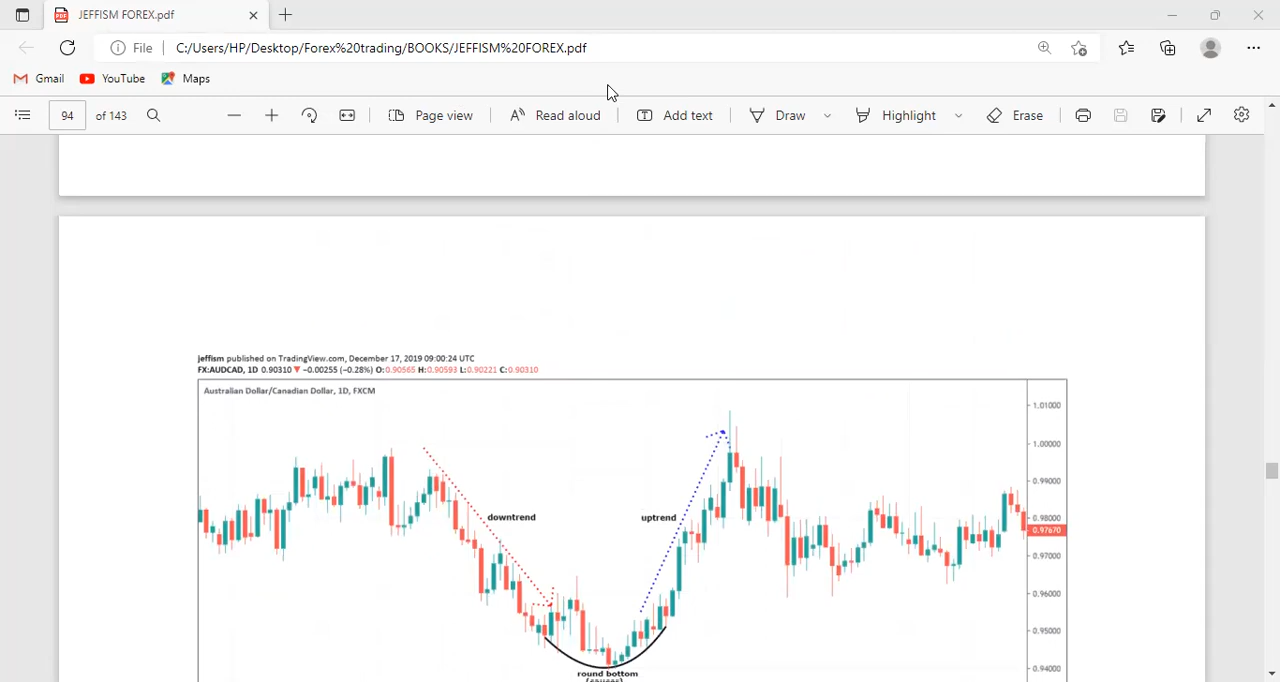 JEFFISM FOREX.pdf
File C:/Users/HP/Desktop/Forex%20trading/BOOKS/JEFFISM%20FOREX.pdf
Gmail YouTube Maps
94 of 143 Page view Read aloud Add text Draw Highlight Erase
jeffism published on TradingView.com, December 17, 2019 09:00:24 UTC
FX:AUDCAD, 1D 0.90310 ▼ −0.00255 (−0.28%) O:0.90565 H:0.90593 L:0.90221 C:0.90310
Australian Dollar/Canadian Dollar, 1D, FXCM
1.01000
1.00000
0.99000
downtrend uptrend 0.98000
0.97670
0.97000
0.96000
0.95000
0.94000
round bottom
(saucer)